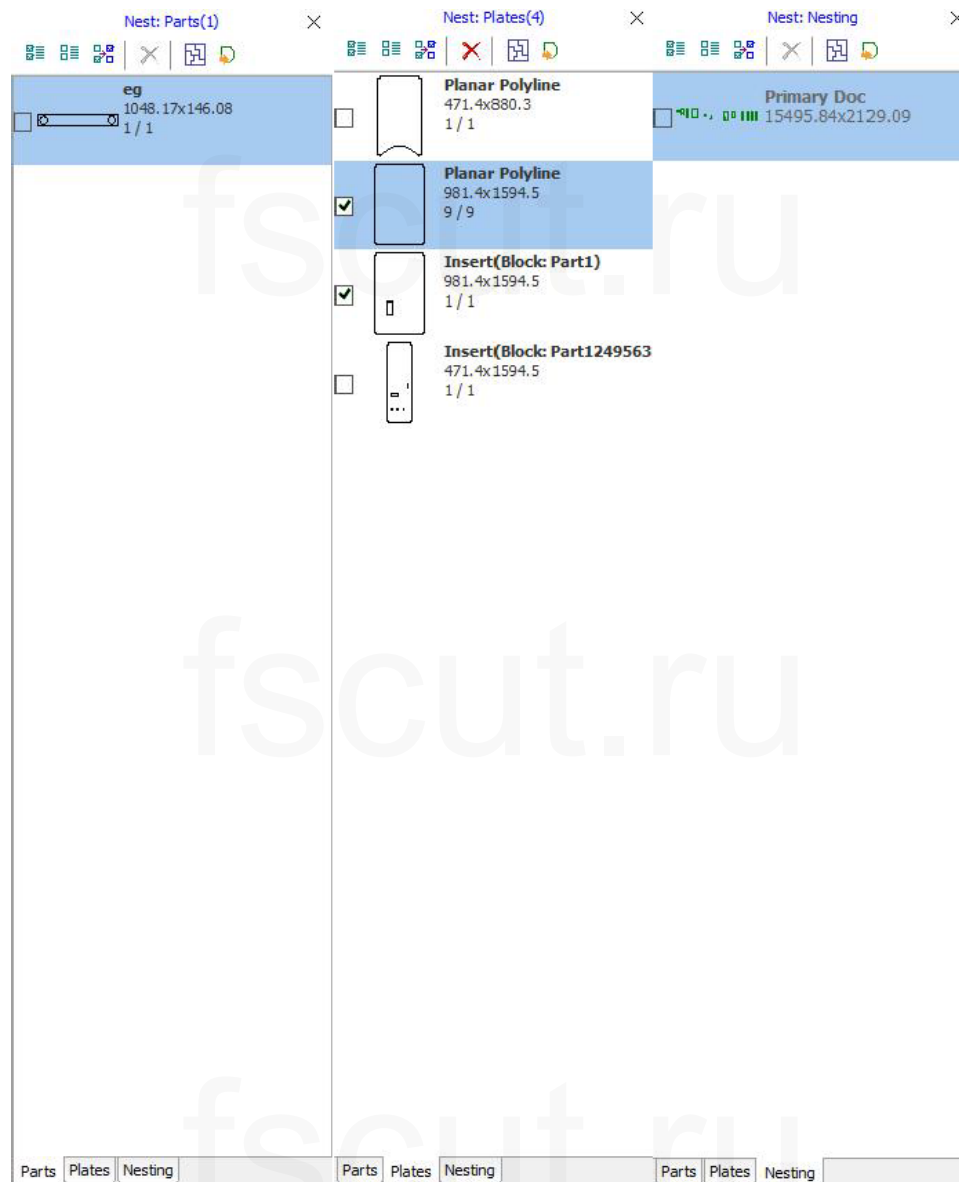 Nest: Parts(1)
eg
1048.17x146.08
1 / 1
Parts Plates Nesting
Nest: Plates(4)
Planar Polyline
471.4x880.3
1 / 1
Planar Polyline
981.4x1594.5
9 / 9
Insert(Block: Part1)
981.4x1594.5
1 / 1
Insert(Block: Part1249563
471.4x1594.5
1 / 1
Parts Plates Nesting
Nest: Nesting
Primary Doc
15495.84x2129.09
Parts Plates Nesting
fscut.ru
fscut.ru
fscut.ru